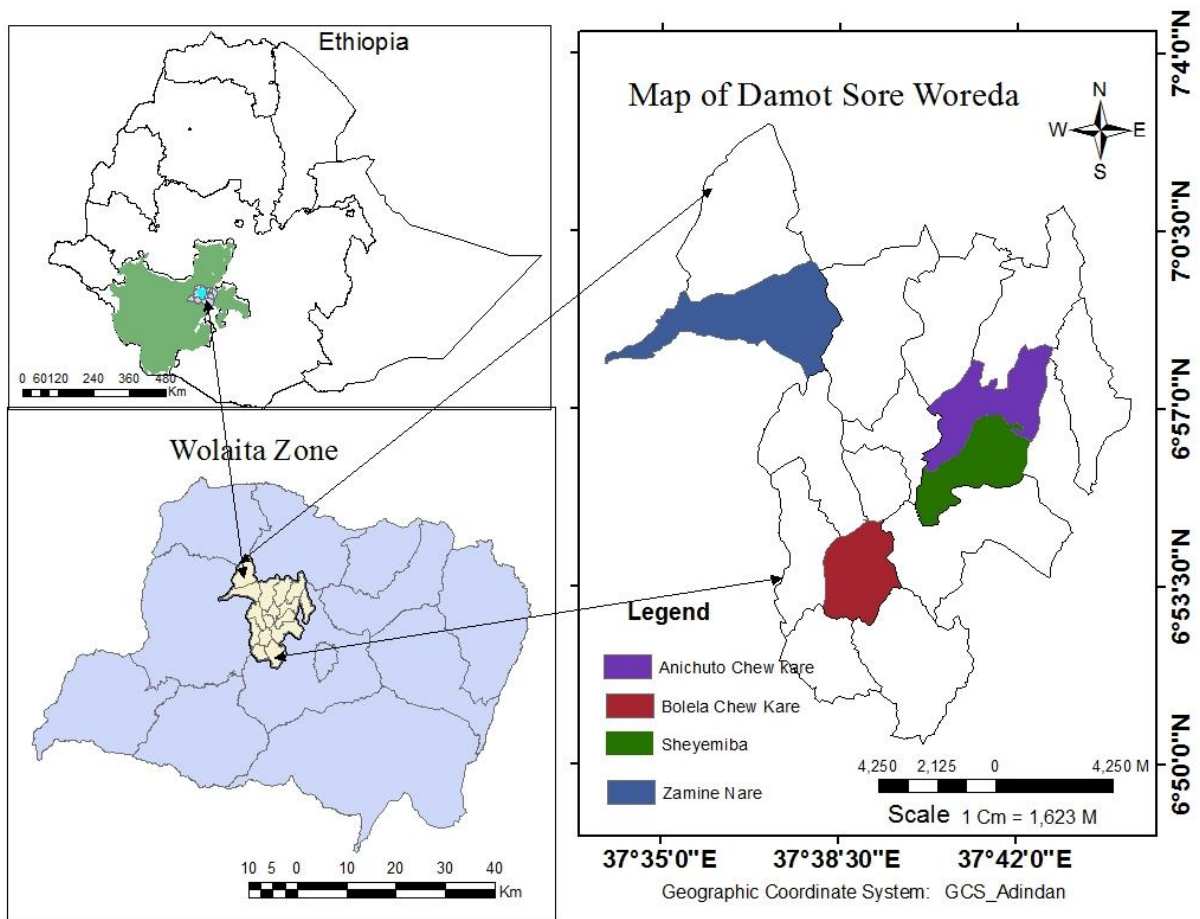 Ethiopia
0 60120 240 360 480
Km
Wolaita Zone
10 5 0 10 20 30 40
Km
Map of Damot Sore Woreda
N
W E
S
7°4'0"N
7°0'30"N
6°57'0"N
6°53'30"N
6°50'0"N
Legend
Anichuto Chew kare
Bolela Chew Kare
Sheyemiba
Zamine Nare
4,250 2,125 0 4,250 M
Scale 1 Cm = 1,623 M
37°35'0"E 37°38'30"E 37°42'0"E
Geographic Coordinate System: GCS_Adindan